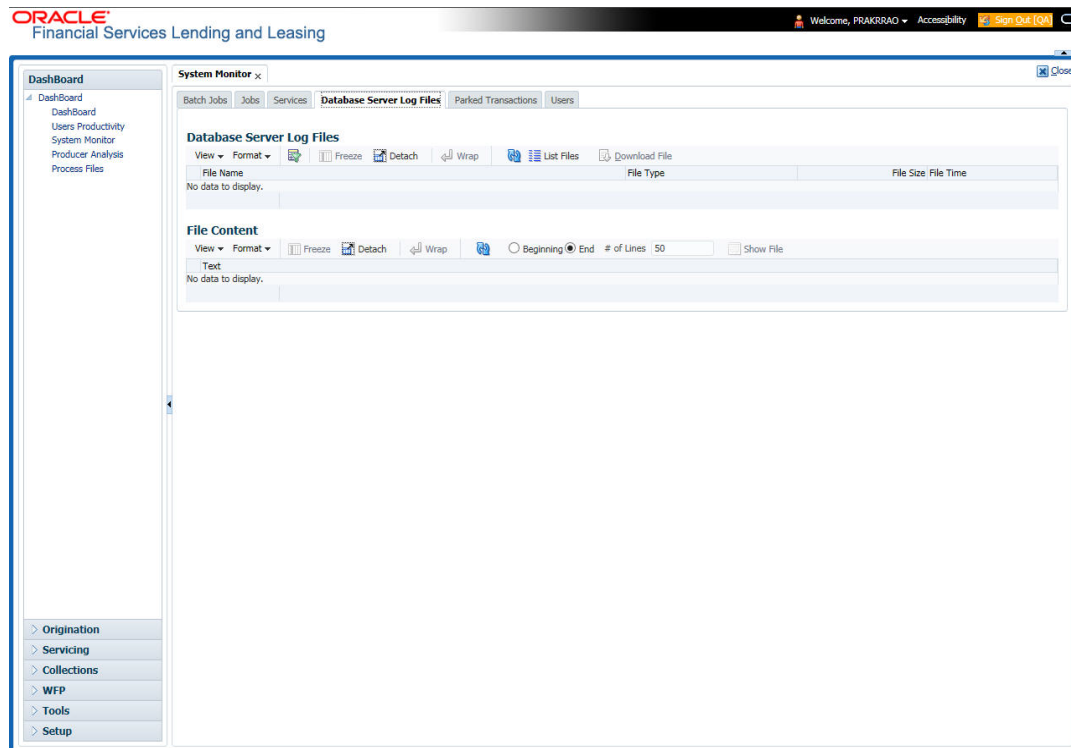 ORACLE
Financial Services Lending and Leasing
Welcome, PRAKRRAO Accessibility Sign Out [QA]
Close
DashBoard
DashBoard
DashBoard
Users Productivity
System Monitor
Producer Analysis
Process Files
Origination
Servicing
Collections
WFP
Tools
Setup
System Monitor x
Batch Jobs Jobs Services Database Server Log Files Parked Transactions Users
Database Server Log Files
View Format Freeze Detach Wrap List Files Download File
File Name File Type File Size File Time
No data to display.
File Content
View Format Freeze Detach Wrap Beginning End # of Lines 50 Show File
Text
No data to display.